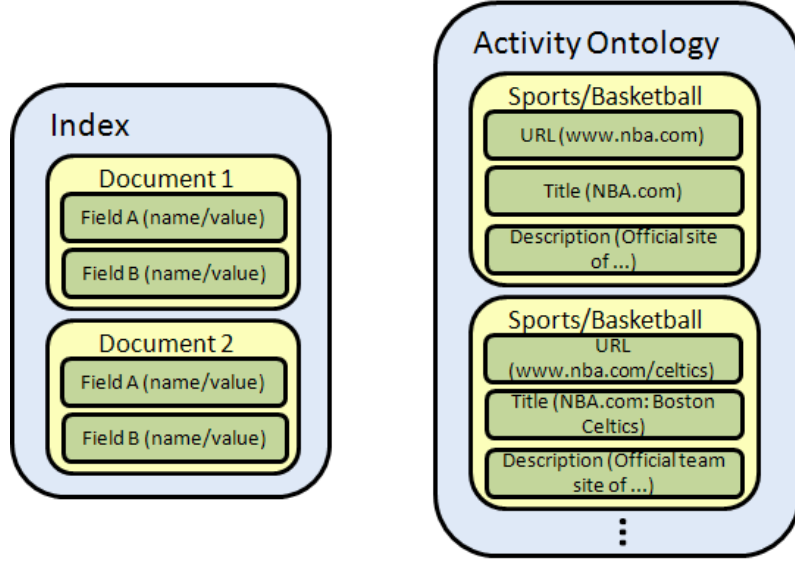 Index
Document 1
Field A (name/value)
Field B (name/value)
Document 2
Field A (name/value)
Field B (name/value)
Activity Ontology
Sports/Basketball
URL (www.nba.com)
Title (NBA.com)
Description (Official site
of ...)
Sports/Basketball
URL
(www.nba.com/celtics)
Title (NBA.com: Boston
Celtics)
Description (Official team
site of ...)